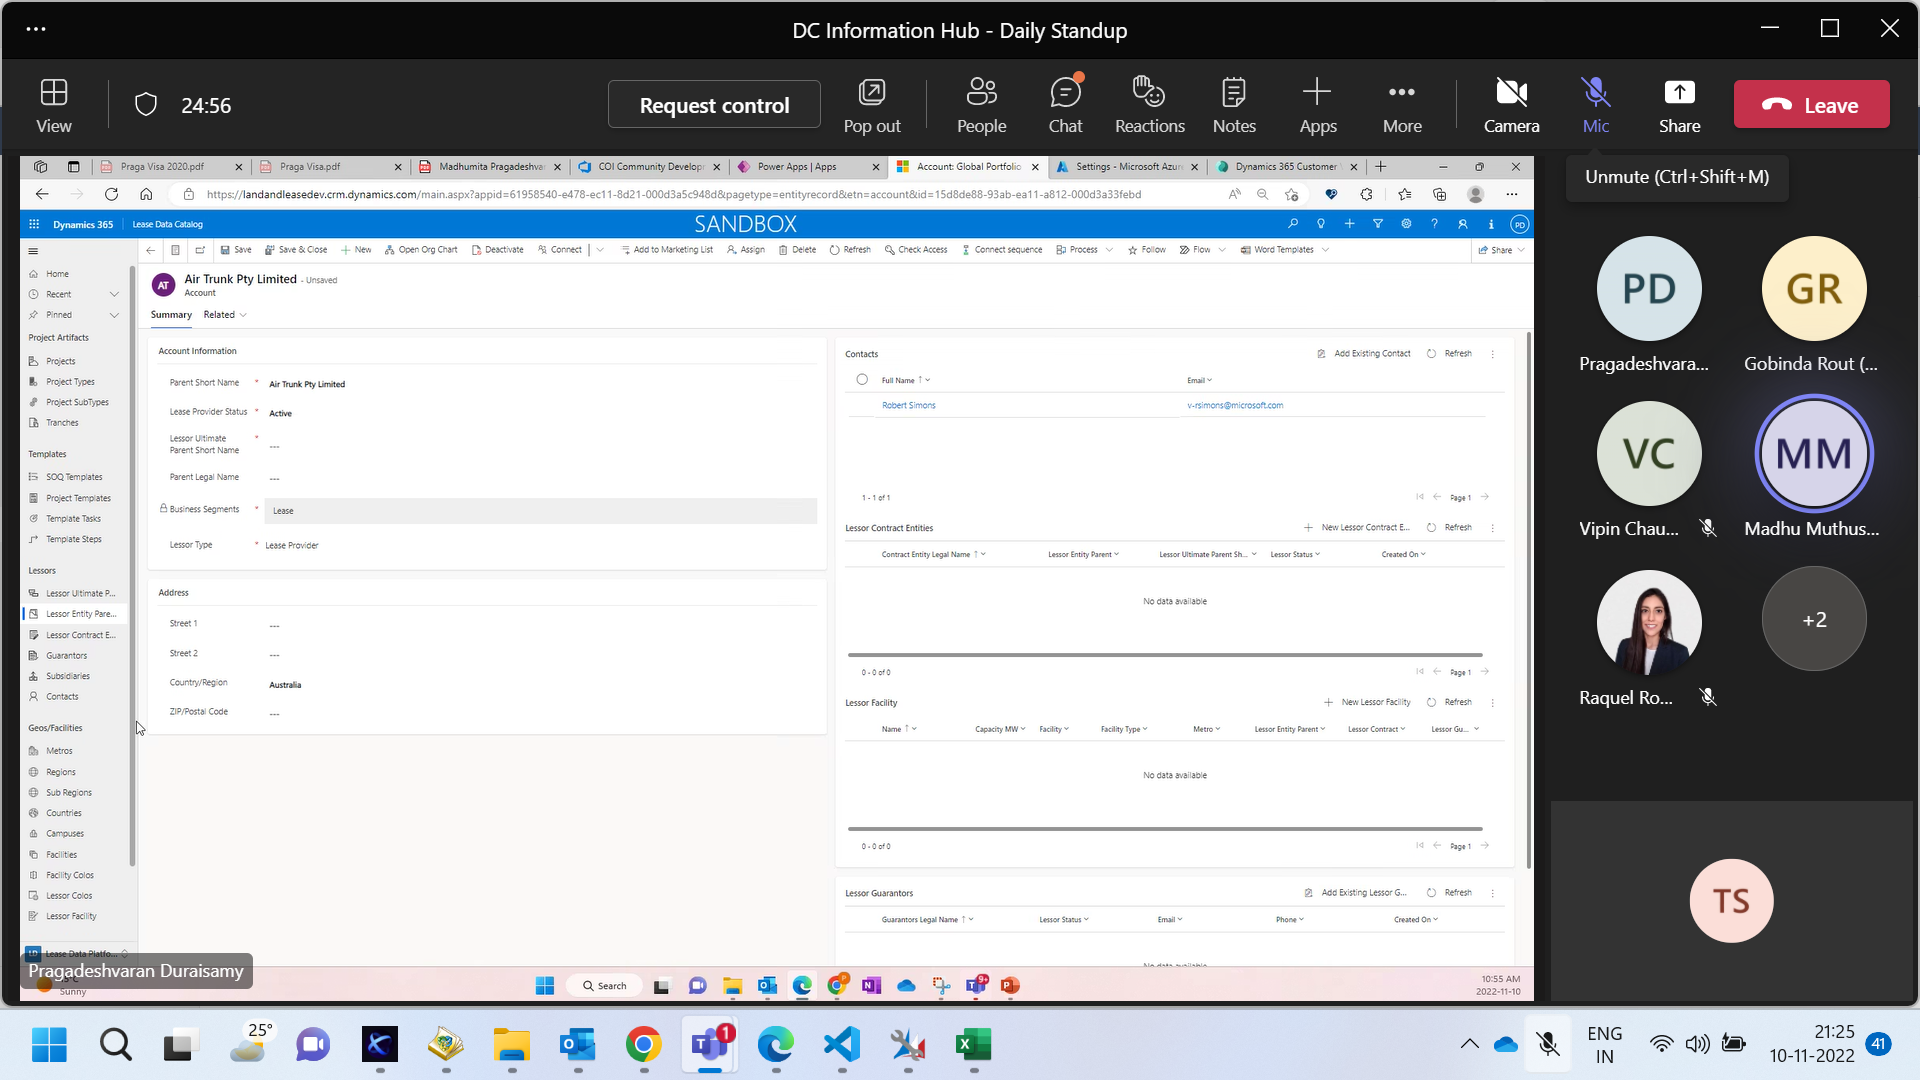 DC Information Hub - Daily Standup
View
24:56
Request control
Pop out
People
Chat
Reactions
Notes
Apps
More
Camera
Mic
Share
Leave
Unmute (Ctrl+Shift+M)
Praga Visa 2020.pdf
Praga Visa.pdf
Madhumita Pragadeshva
COI Community Develop
Power Apps | Apps
Account: Global Portfolio
Settings - Microsoft Azur
Dynamics 365 Customer
https://landandleasedev.crm.dynamics.com/main.aspx?appid=61958540-e478-ec11-8d21-000d3a5c948d&pagetype=entityrecord&etn=account&id=15d8de88-93ab-ea11-a812-000d3a33febd
Dynamics 365
Lease Data Catalog
SANDBOX
PD
Save
Save & Close
New
Open Org Chart
Deactivate
Connect
Add to Marketing List
Assign
Delete
Refresh
Check Access
Connect sequence
Process
Follow
Flow
Word Templates
Share
Home
Recent
Pinned
Project Artifacts
Projects
Project Types
Project SubTypes
Tranches
Templates
SOQ Templates
Project Templates
Template Tasks
Template Steps
Lessors
Lessor Ultimate P...
Lessor Entity Pare...
Lessor Contract E...
Guarantors
Subsidiaries
Contacts
Geos/Facilities
Metros
Regions
Sub Regions
Countries
Campuses
Facilities
Facility Colos
Lessor Colos
Lessor Facility
Lease Data Platfo...
AT
Air Trunk Pty Limited - Unsaved
Account
Summary
Related
Account Information
Parent Short Name * Air Trunk Pty Limited
Lease Provider Status * Active
Lessor Ultimate
Parent Short Name * ---
Parent Legal Name ---
Business Segments * Lease
Lessor Type * Lease Provider
Address
Street 1 ---
Street 2 ---
Country/Region Australia
ZIP/Postal Code ---
Contacts
Add Existing Contact
Refresh
Full Name
Email
Robert Simons
v-rsimons@microsoft.com
1 - 1 of 1
Page 1
Lessor Contract Entities
New Lessor Contract E...
Refresh
Contract Entity Legal Name
Lessor Entity Parent
Lessor Ultimate Parent Sh...
Lessor Status
Created On
No data available
0 - 0 of 0
Page 1
Lessor Facility
New Lessor Facility
Refresh
Name
Capacity MW
Facility
Facility Type
Metro
Lessor Entity Parent
Lessor Contract
Lessor Gu...
No data available
0 - 0 of 0
Page 1
Lessor Guarantors
Add Existing Lessor G...
Refresh
Guarantors Legal Name
Lessor Status
Email
Phone
Created On
Pragadeshvaran Duraisamy
Sunny
Search
10:55 AM
2022-11-10
PD
Pragadeshvara...
GR
Gobinda Rout (...
VC
Vipin Chau...
MM
Madhu Muthus...
Raquel Ro...
+2
TS
25°
1
ENG
IN
21:25
10-11-2022
41